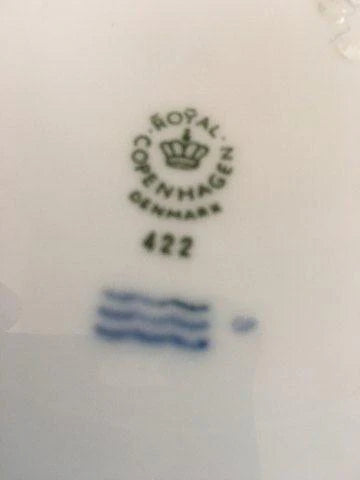 ROYAL
COPENHAGEN
DENMARK
422